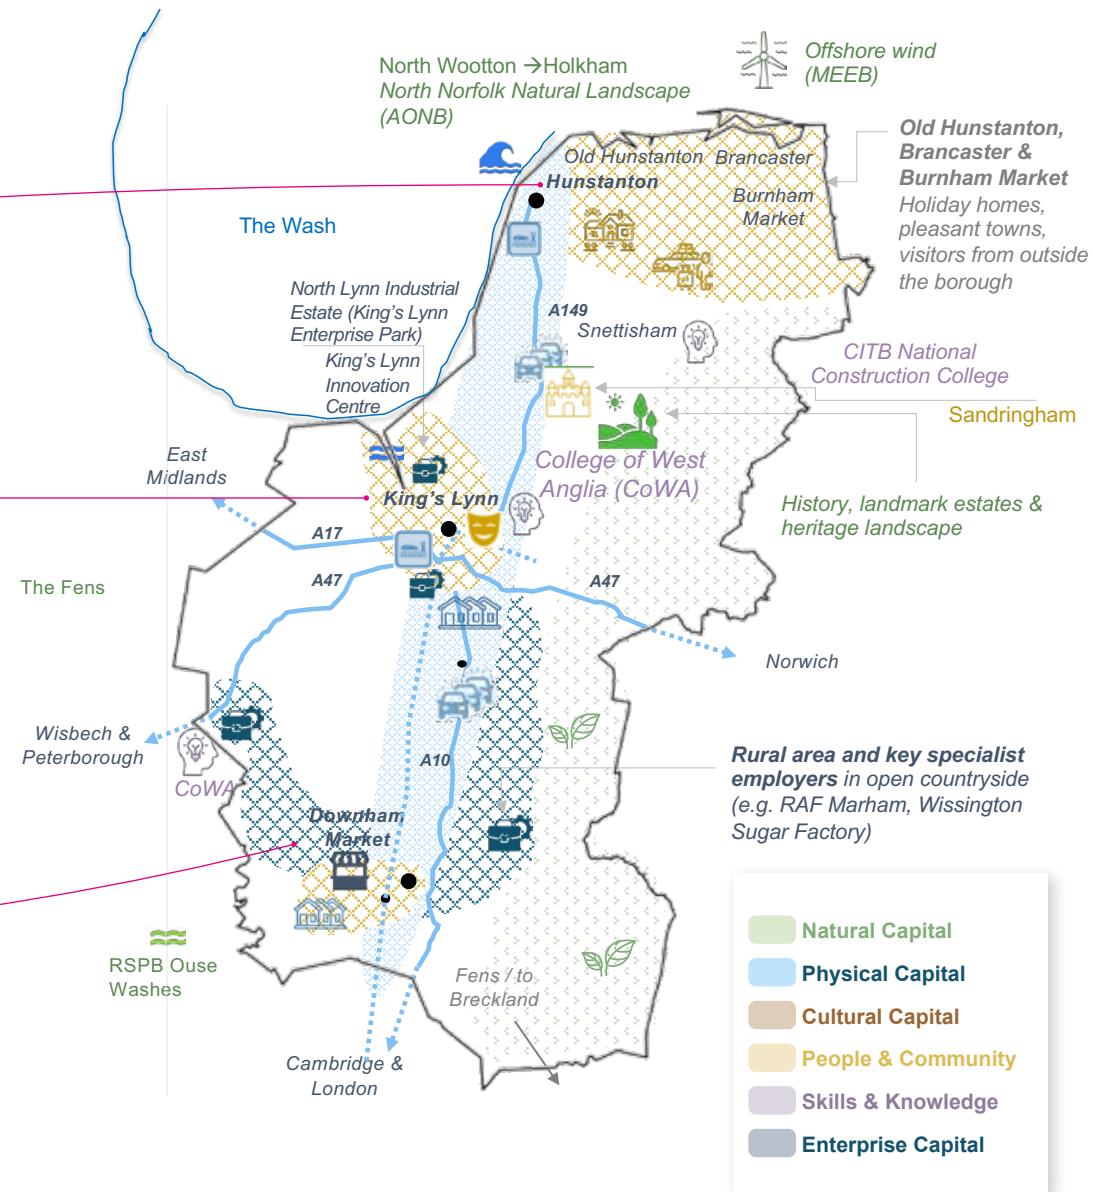 North Wootton →Holkham
North Norfolk Natural Landscape
(AONB)
Offshore wind
(MEEB)
Old Hunstanton,
Brancaster &
Burnham Market
Holiday homes,
pleasant towns,
visitors from outside
the borough
Old Hunstanton
Brancaster
Hunstanton
Burnham
Market
The Wash
North Lynn Industrial
Estate (King's Lynn
Enterprise Park)
King's Lynn
Innovation
Centre
A149
Snettisham
CITB National
Construction College
Sandringham
East
Midlands
College of West
Anglia (CoWA)
King's Lynn
History, landmark estates &
heritage landscape
A17
A47
A47
The Fens
Norwich
Wisbech &
Peterborough
CoWA
A10
Rural area and key specialist
employers in open countryside
(e.g. RAF Marham, Wissington
Sugar Factory)
Downham
Market
RSPB Ouse
Washes
Fens / to
Breckland
Cambridge &
London
Natural Capital
Physical Capital
Cultural Capital
People & Community
Skills & Knowledge
Enterprise Capital